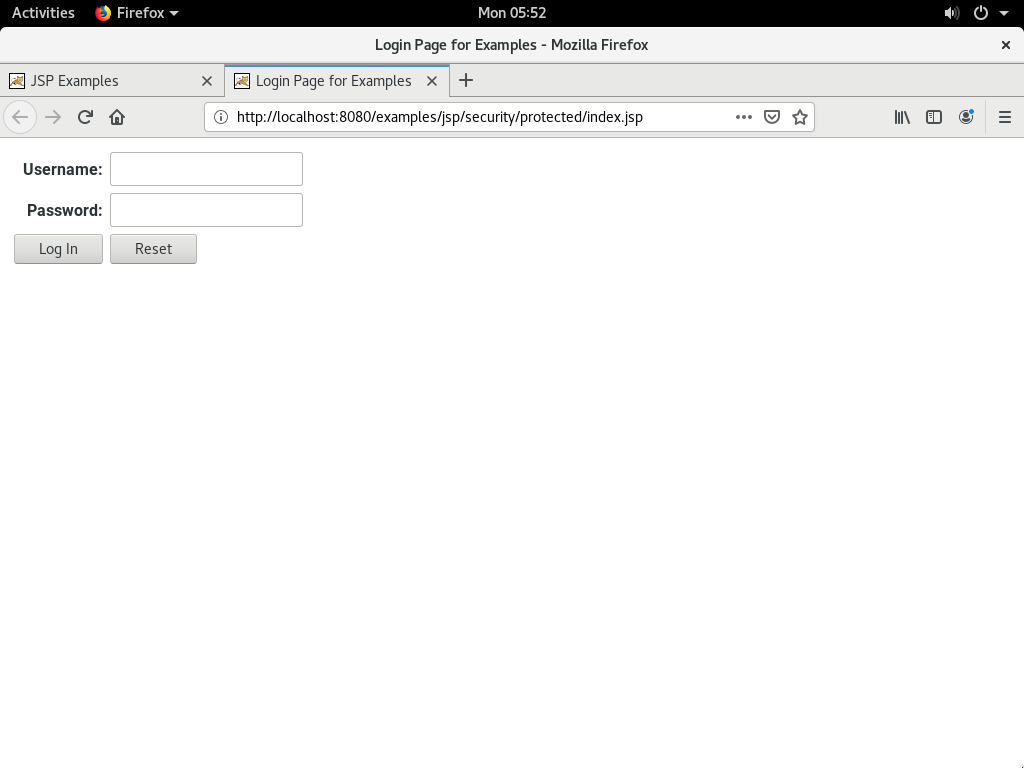 Activities Firefox Mon 05:52
Login Page for Examples - Mozilla Firefox
JSP Examples Login Page for Examples
http://localhost:8080/examples/jsp/security/protected/index.jsp
Username:
Password:
Log In Reset